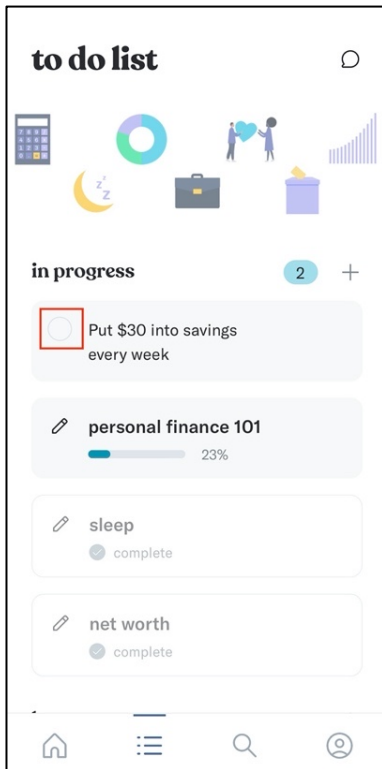 to do list
z z
z
in progress
2
Put $30 into savings
every week
personal finance 101
23%
sleep
complete
net worth
complete